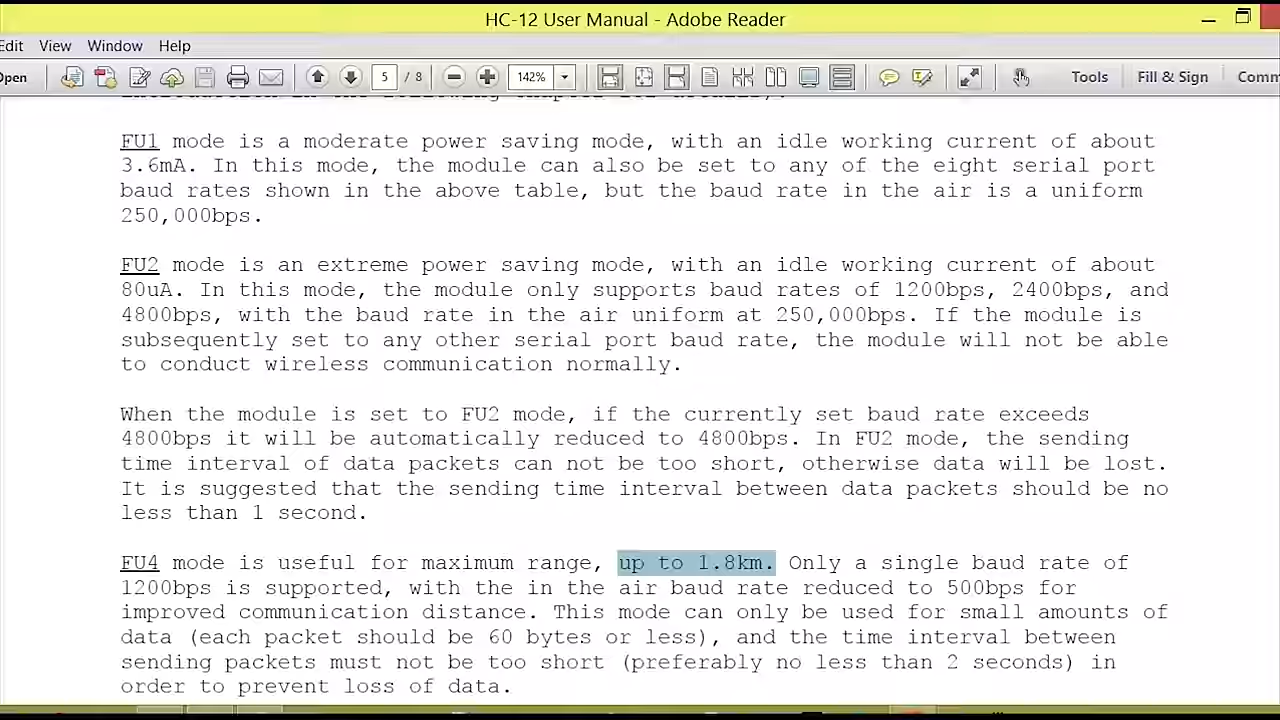 HC-12 User Manual - Adobe Reader
Edit View Window Help
Open 5 / 8 142% Tools Fill & Sign Comm
FU1 mode is a moderate power saving mode, with an idle working current of about
3.6mA. In this mode, the module can also be set to any of the eight serial port
baud rates shown in the above table, but the baud rate in the air is a uniform
250,000bps.
FU2 mode is an extreme power saving mode, with an idle working current of about
80uA. In this mode, the module only supports baud rates of 1200bps, 2400bps, and
4800bps, with the baud rate in the air uniform at 250,000bps. If the module is
subsequently set to any other serial port baud rate, the module will not be able
to conduct wireless communication normally.
When the module is set to FU2 mode, if the currently set baud rate exceeds
4800bps it will be automatically reduced to 4800bps. In FU2 mode, the sending
time interval of data packets can not be too short, otherwise data will be lost.
It is suggested that the sending time interval between data packets should be no
less than 1 second.
FU4 mode is useful for maximum range, up to 1.8km. Only a single baud rate of
1200bps is supported, with the in the air baud rate reduced to 500bps for
improved communication distance. This mode can only be used for small amounts of
data (each packet should be 60 bytes or less), and the time interval between
sending packets must not be too short (preferably no less than 2 seconds) in
order to prevent loss of data.